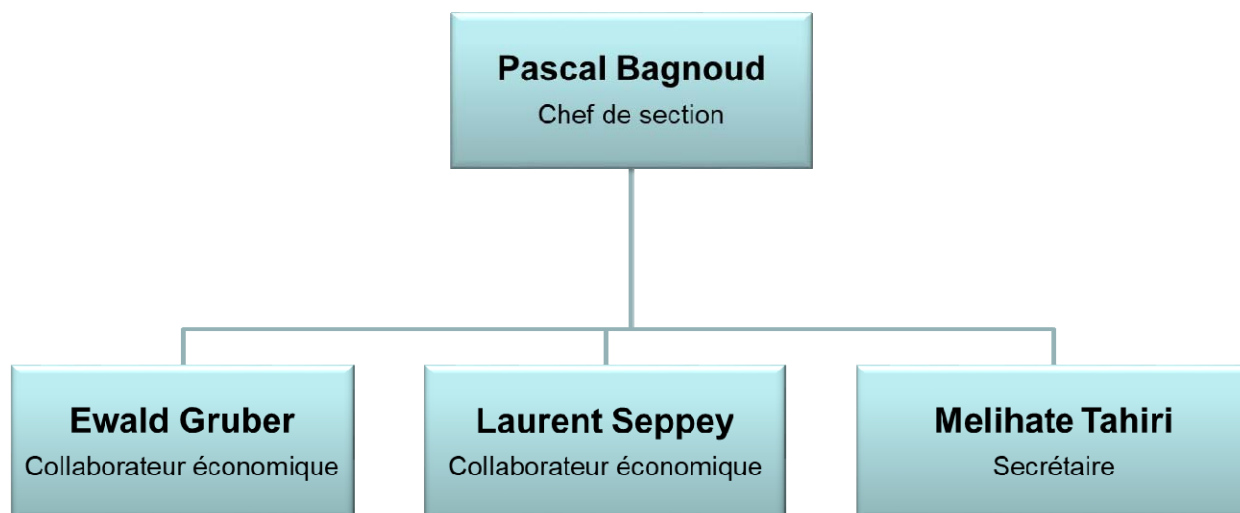 Pascal Bagnoud
Chef de section
Ewald Gruber
Collaborateur économique
Laurent Seppey
Collaborateur économique
Melihate Tahiri
Secrétaire